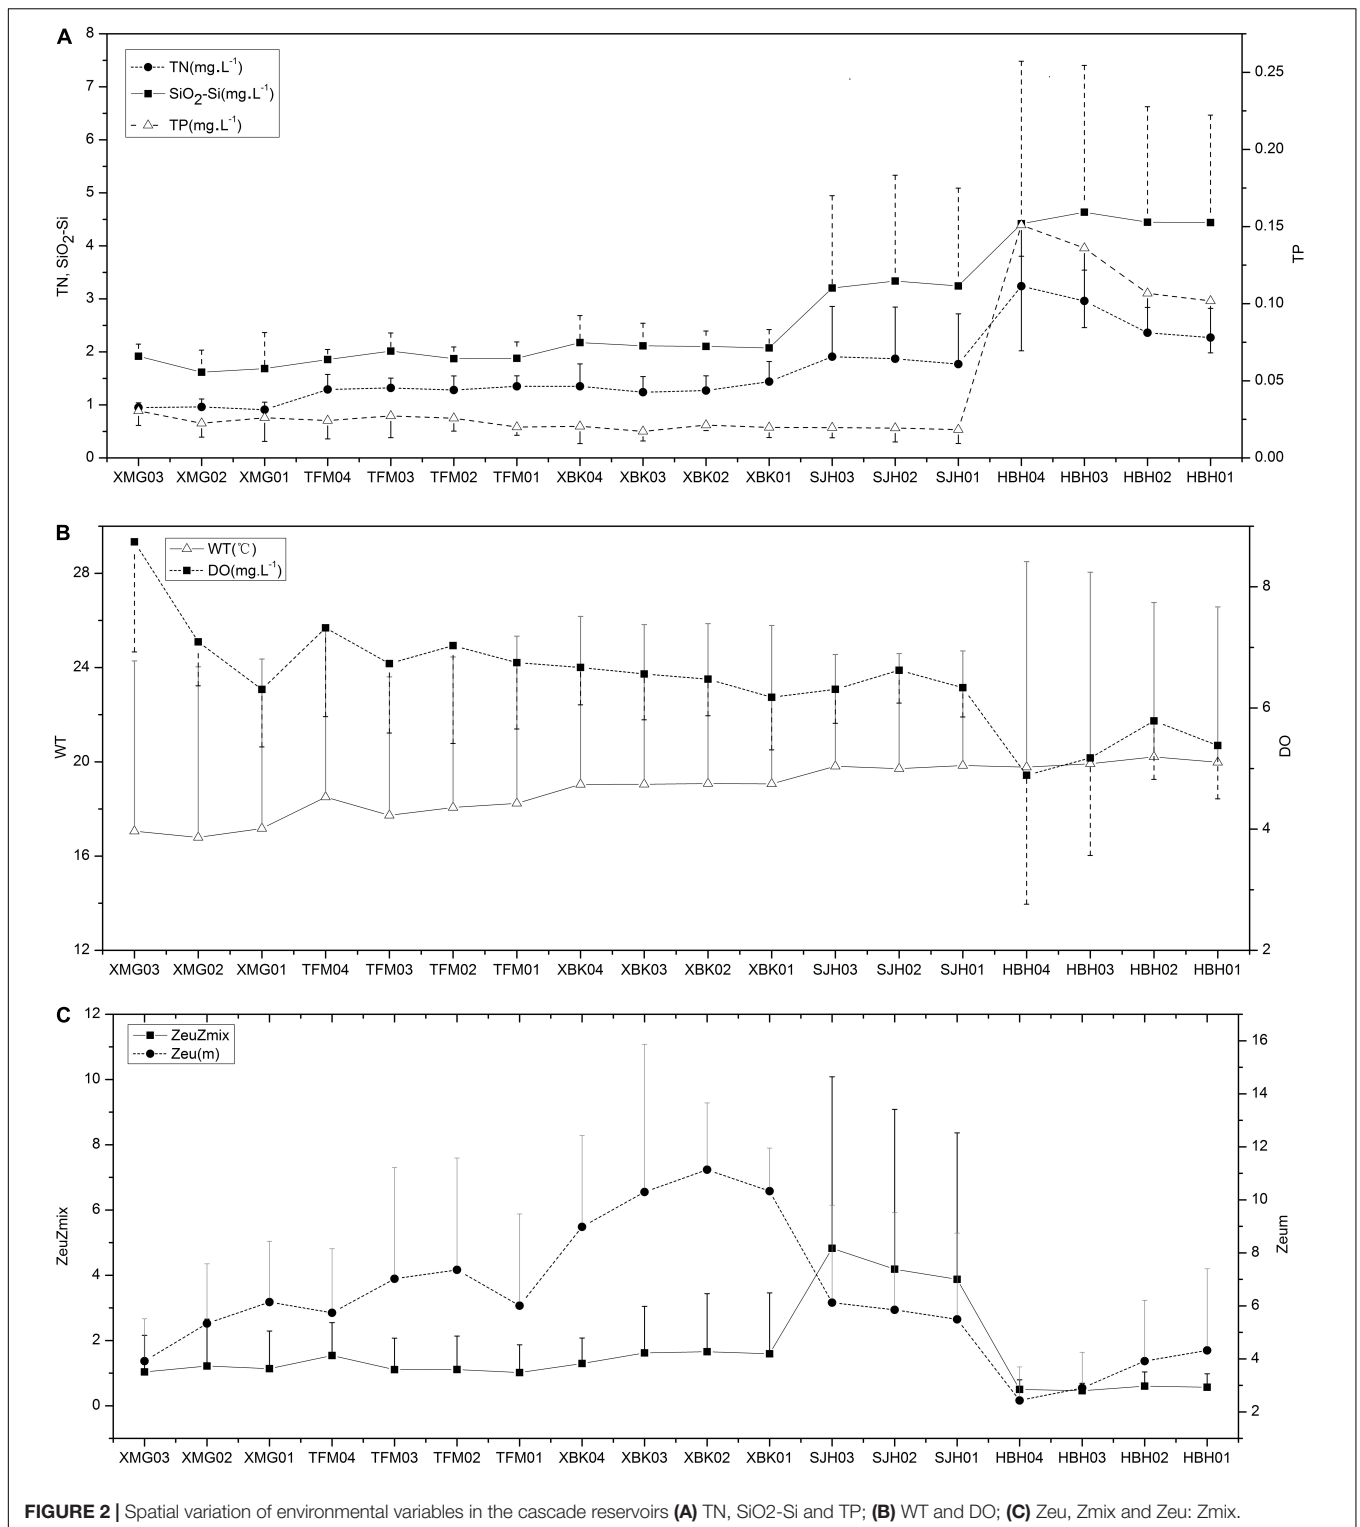 A
8
7
6
5
4
3
2
1
0
TN, SiO2-Si
TN(mg.L-1)
SiO2-Si(mg.L-1)
TP(mg.L-1)
0.25
0.20
0.15
0.10
0.05
0.00
TP
XMG03 XMG02 XMG01 TFM04 TFM03 TFM02 TFM01 XBK04 XBK03 XBK02 XBK01 SJH03 SJH02 SJH01 HBH04 HBH03 HBH02 HBH01
B
28
24
20
16
12
WT
WT(℃)
DO(mg.L-1)
8
6
4
2
DO
XMG03 XMG02 XMG01 TFM04 TFM03 TFM02 TFM01 XBK04 XBK03 XBK02 XBK01 SJH03 SJH02 SJH01 HBH04 HBH03 HBH02 HBH01
C
12
10
8
6
4
2
0
ZeuZmix
ZeuZmix
Zeu(m)
16
14
12
10
8
6
4
2
Zeum
XMG03 XMG02 XMG01 TFM04 TFM03 TFM02 TFM01 XBK04 XBK03 XBK02 XBK01 SJH03 SJH02 SJH01 HBH04 HBH03 HBH02 HBH01
FIGURE 2 | Spatial variation of environmental variables in the cascade reservoirs (A) TN, SiO2-Si and TP; (B) WT and DO; (C) Zeu, Zmix and Zeu: Zmix.